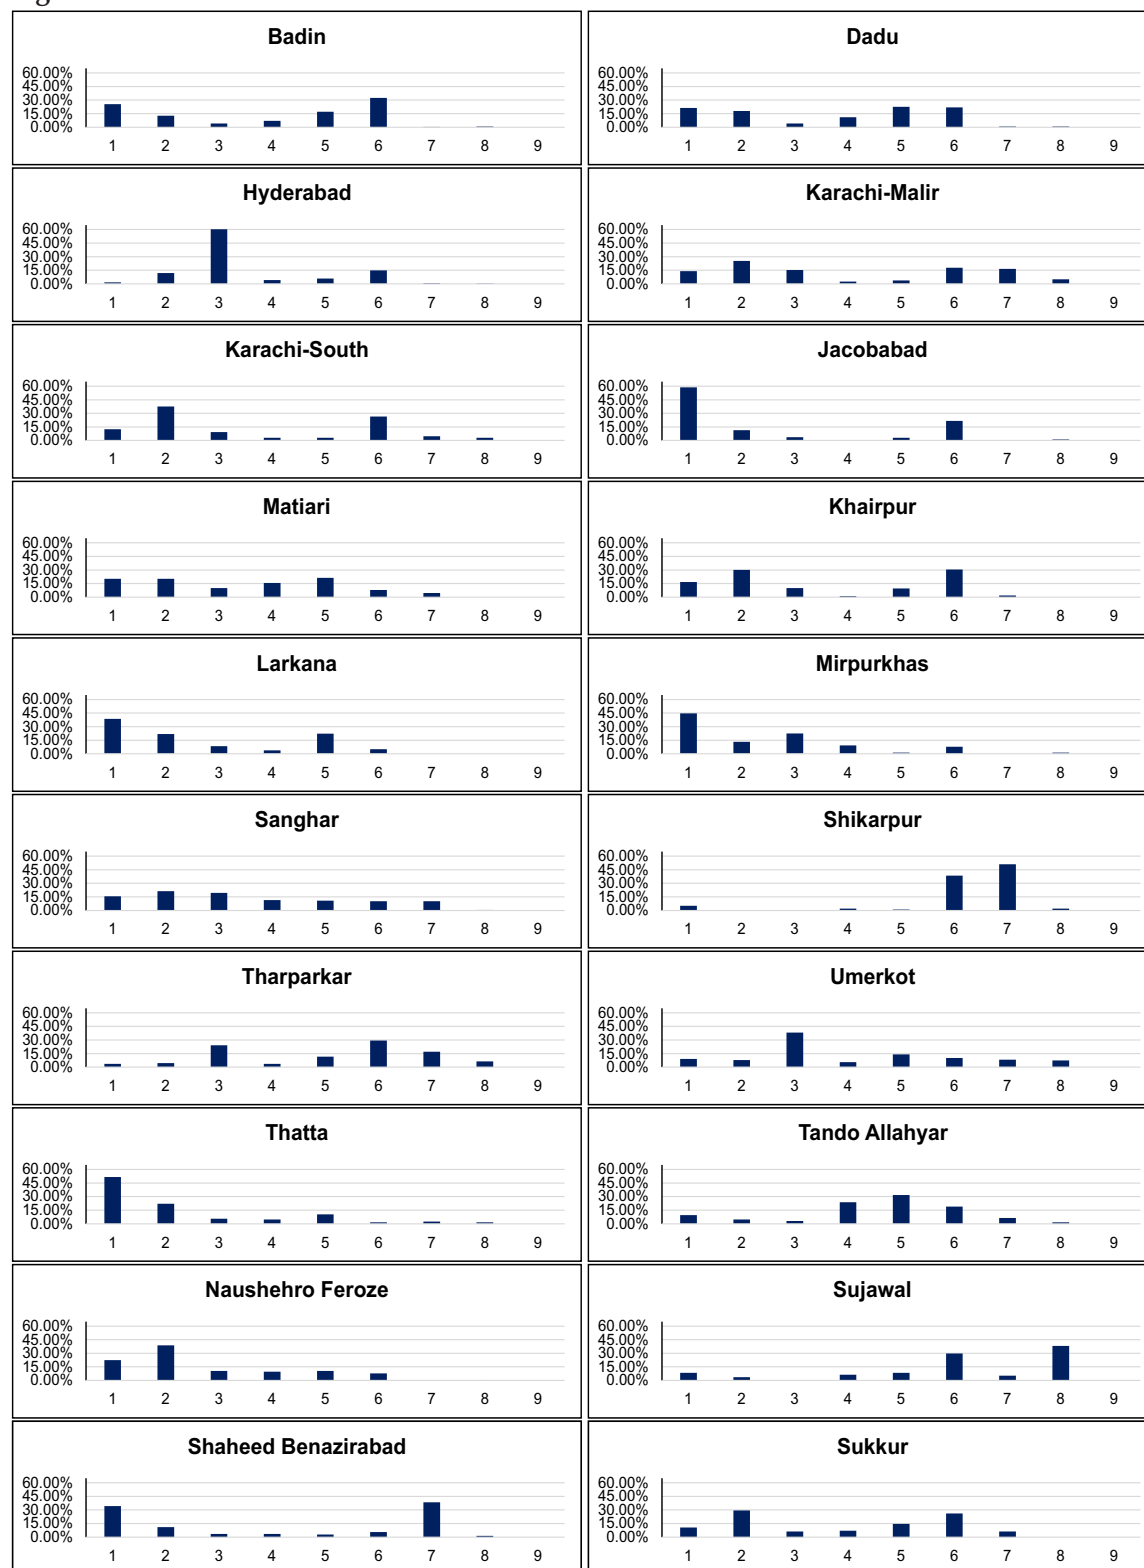 Badin
60.00%
45.00%
30.00%
15.00%
0.00%
1 2 3 4 5 6 7 8 9
Dadu
60.00%
45.00%
30.00%
15.00%
0.00%
1 2 3 4 5 6 7 8 9
Hyderabad
60.00%
45.00%
30.00%
15.00%
0.00%
1 2 3 4 5 6 7 8 9
Karachi-Malir
60.00%
45.00%
30.00%
15.00%
0.00%
1 2 3 4 5 6 7 8 9
Karachi-South
60.00%
45.00%
30.00%
15.00%
0.00%
1 2 3 4 5 6 7 8 9
Jacobabad
60.00%
45.00%
30.00%
15.00%
0.00%
1 2 3 4 5 6 7 8 9
Matiari
60.00%
45.00%
30.00%
15.00%
0.00%
1 2 3 4 5 6 7 8 9
Khairpur
60.00%
45.00%
30.00%
15.00%
0.00%
1 2 3 4 5 6 7 8 9
Larkana
60.00%
45.00%
30.00%
15.00%
0.00%
1 2 3 4 5 6 7 8 9
Mirpurkhas
60.00%
45.00%
30.00%
15.00%
0.00%
1 2 3 4 5 6 7 8 9
Sanghar
60.00%
45.00%
30.00%
15.00%
0.00%
1 2 3 4 5 6 7 8 9
Shikarpur
60.00%
45.00%
30.00%
15.00%
0.00%
1 2 3 4 5 6 7 8 9
Tharparkar
60.00%
45.00%
30.00%
15.00%
0.00%
1 2 3 4 5 6 7 8 9
Umerkot
60.00%
45.00%
30.00%
15.00%
0.00%
1 2 3 4 5 6 7 8 9
Thatta
60.00%
45.00%
30.00%
15.00%
0.00%
1 2 3 4 5 6 7 8 9
Tando Allahyar
60.00%
45.00%
30.00%
15.00%
0.00%
1 2 3 4 5 6 7 8 9
Naushehro Feroze
60.00%
45.00%
30.00%
15.00%
0.00%
1 2 3 4 5 6 7 8 9
Sujawal
60.00%
45.00%
30.00%
15.00%
0.00%
1 2 3 4 5 6 7 8 9
Shaheed Benazirabad
60.00%
45.00%
30.00%
15.00%
0.00%
1 2 3 4 5 6 7 8 9
Sukkur
60.00%
45.00%
30.00%
15.00%
0.00%
1 2 3 4 5 6 7 8 9